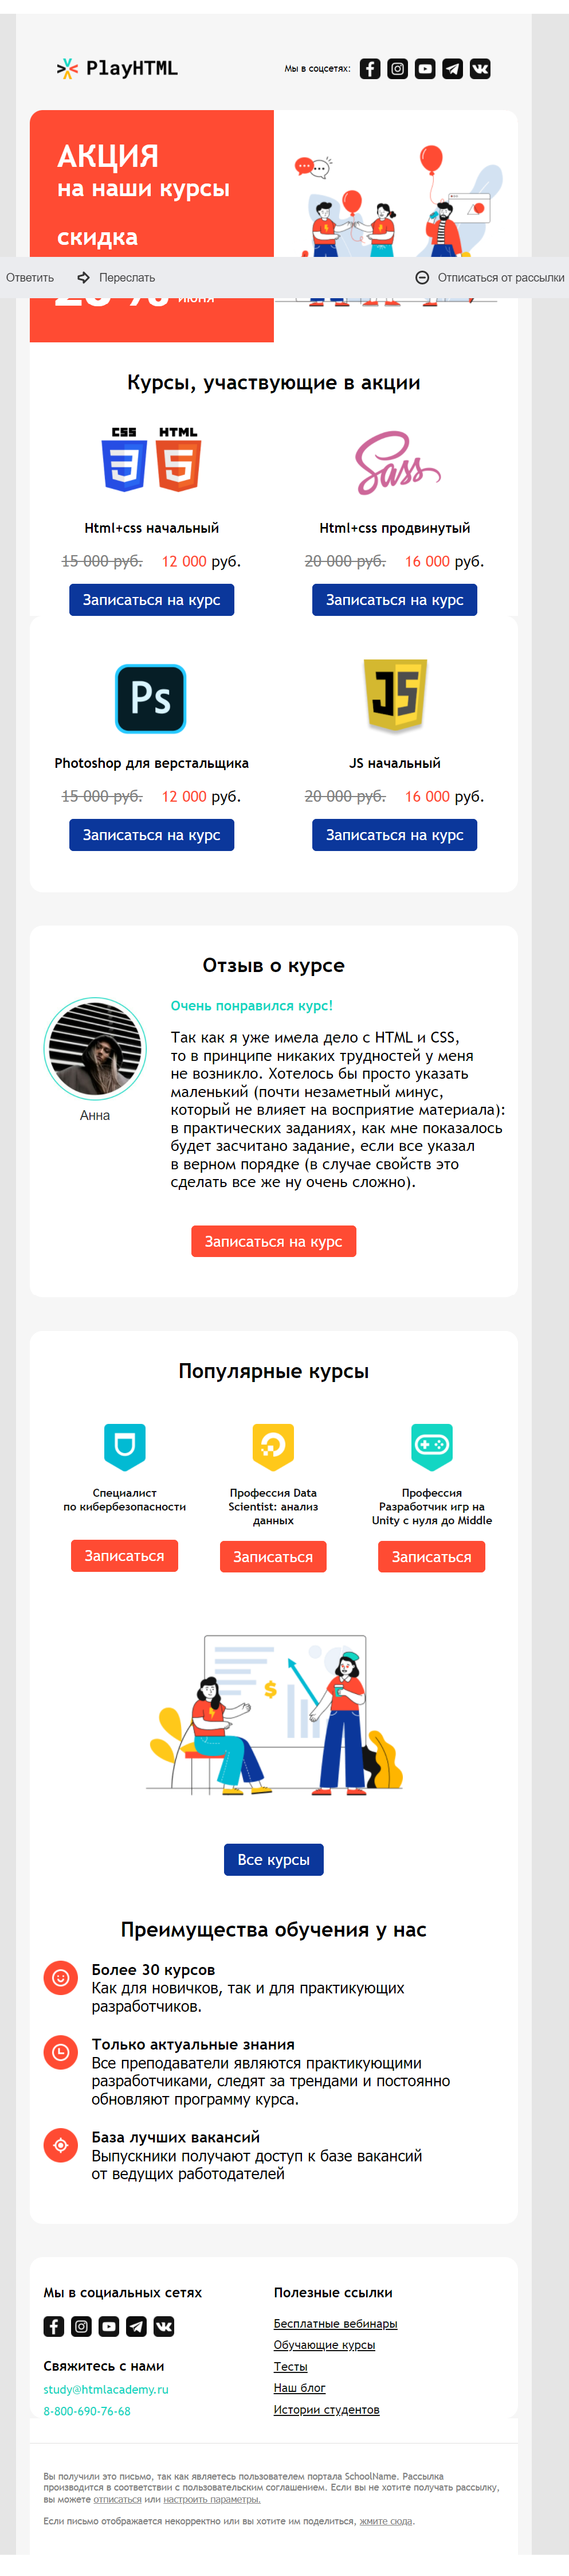 PlayHTML
Мы в соцсетях:
АКЦИЯ
на наши курсы
скидка
Ответить
Переслать
Отписаться от рассылки
Курсы, участвующие в акции
CSS HTML
Sass
Html+css начальный
Html+css продвинутый
15 000 руб. 12 000 руб.
20 000 руб. 16 000 руб.
Записаться на курс
Записаться на курс
Ps
JS
Photoshop для верстальщика
JS начальный
15 000 руб. 12 000 руб.
20 000 руб. 16 000 руб.
Записаться на курс
Записаться на курс
Отзыв о курсе
Очень понравился курс!
Так как я уже имела дело с HTML и CSS,
то в принципе никаких трудностей у меня
не возникло. Хотелось бы просто указать
маленький (почти незаметный минус,
который не влияет на восприятие материала):
в практических заданиях, как мне показалось
будет засчитано задание, если все указал
в верном порядке (в случае свойств это
сделать все же ну очень сложно).
Анна
Записаться на курс
Популярные курсы
Специалист
по кибербезопасности
Профессия Data
Scientist: анализ
данных
Профессия
Разработчик игр на
Unity с нуля до Middle
Записаться
Записаться
Записаться
Все курсы
Преимущества обучения у нас
Более 30 курсов
Как для новичков, так и для практикующих
разработчиков.
Только актуальные знания
Все преподаватели являются практикующими
разработчиками, следят за трендами и постоянно
обновляют программу курса.
База лучших вакансий
Выпускники получают доступ к базе вакансий
от ведущих работодателей
Мы в социальных сетях
Свяжитесь с нами
study@htmlacademy.ru
8-800-690-76-68
Полезные ссылки
Бесплатные вебинары
Обучающие курсы
Тесты
Наш блог
Истории студентов
Вы получили это письмо, так как являетесь пользователем портала SchoolName. Рассылка
производится в соответствии с пользовательским соглашением. Если вы не хотите получать рассылку,
вы можете отписаться или настроить параметры.
Если письмо отображается некорректно или вы хотите им поделиться, жмите сюда.